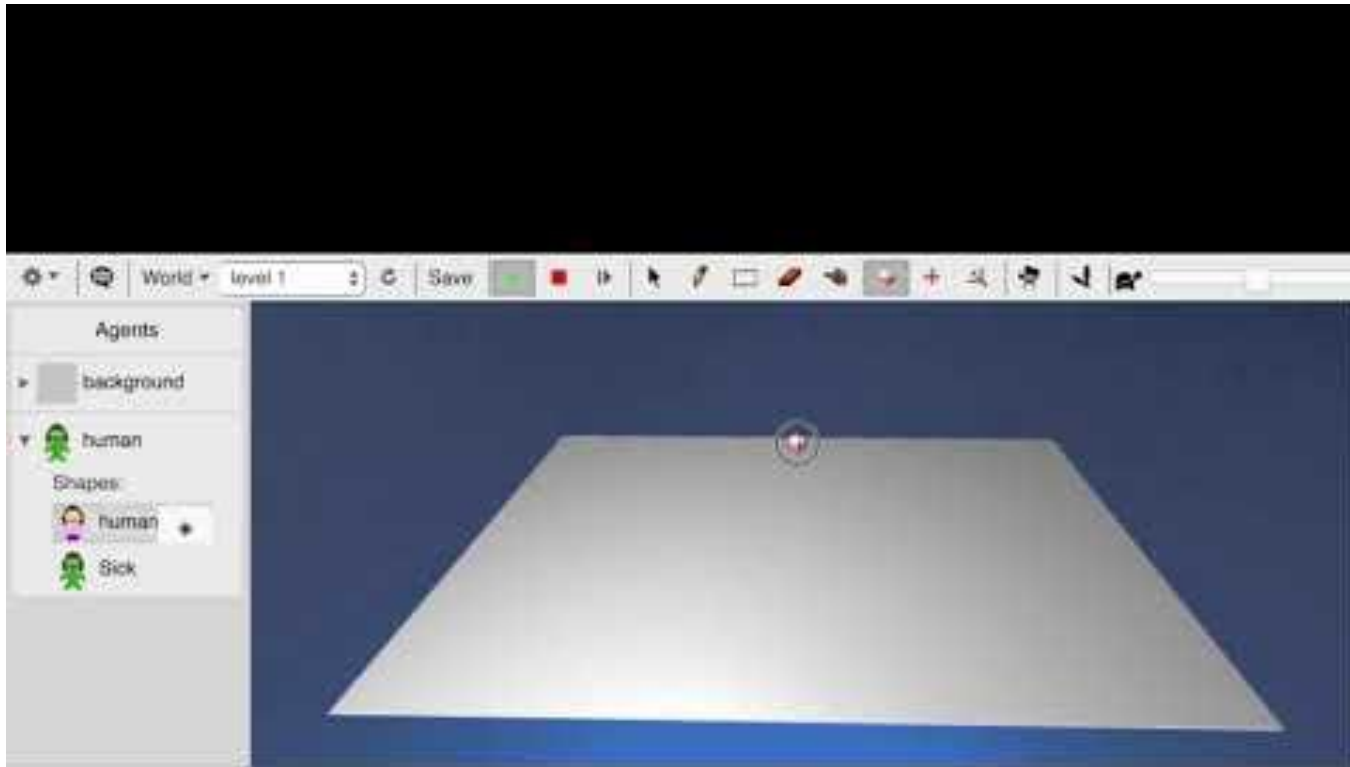 World level 1 Save
Agents
background
human
Shapes:
human
Sick